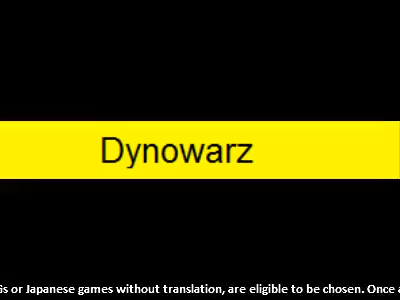 Dynowarz
or Japanese games without translation, are eligible to be chosen. Once